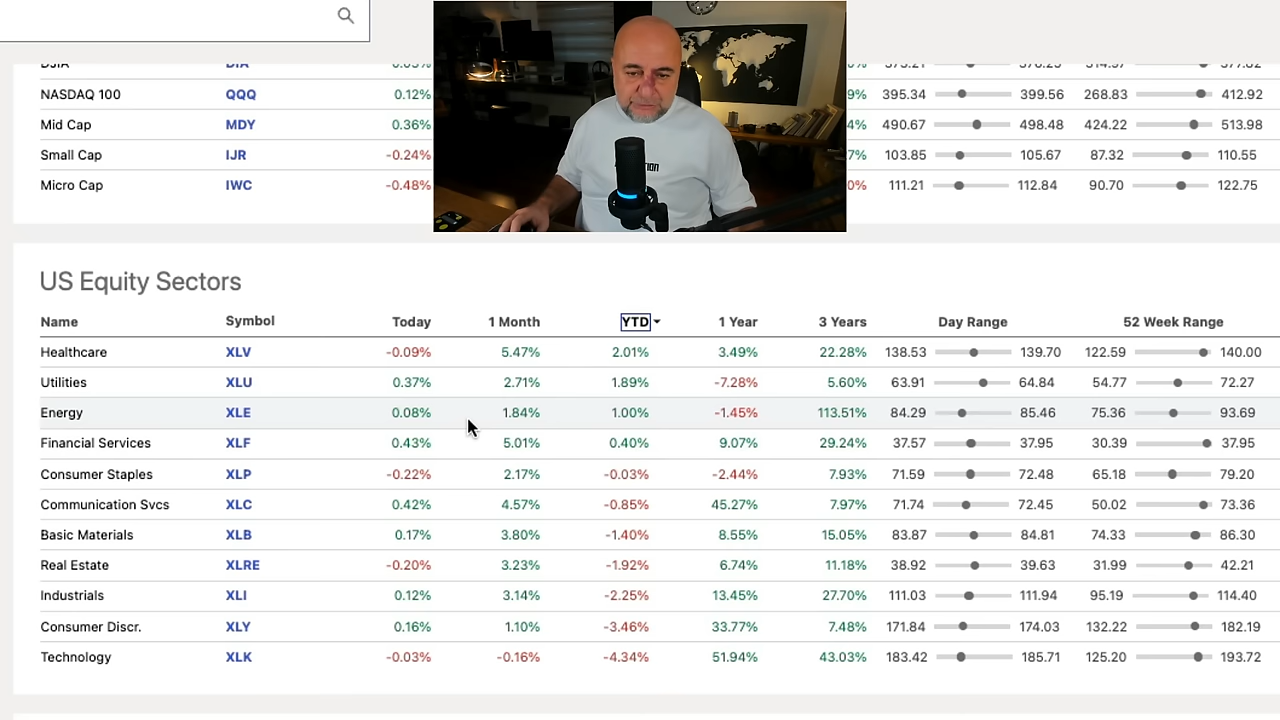 NASDAQ 100 QQQ 0.12% 9% 395.34 399.56 268.83 412.92
Mid Cap MDY 0.36% 4% 490.67 498.48 424.22 513.98
Small Cap IJR -0.24% 7% 103.85 105.67 87.32 110.55
Micro Cap IWC -0.48% 0% 111.21 112.84 90.70 122.75
US Equity Sectors
Name Symbol Today 1 Month YTD 1 Year 3 Years Day Range 52 Week Range
Healthcare XLV -0.09% 5.47% 2.01% 3.49% 22.28% 138.53 139.70 122.59 140.00
Utilities XLU 0.37% 2.71% 1.89% -7.28% 5.60% 63.91 64.84 54.77 72.27
Energy XLE 0.08% 1.84% 1.00% -1.45% 113.51% 84.29 85.46 75.36 93.69
Financial Services XLF 0.43% 5.01% 0.40% 9.07% 29.24% 37.57 37.95 30.39 37.95
Consumer Staples XLP -0.22% 2.17% -0.03% -2.44% 7.93% 71.59 72.48 65.18 79.20
Communication Svcs XLC 0.42% 4.57% -0.85% 45.27% 7.97% 71.74 72.45 50.02 73.36
Basic Materials XLB 0.17% 3.80% -1.40% 8.55% 15.05% 83.87 84.81 74.33 86.30
Real Estate XLRE -0.20% 3.23% -1.92% 6.74% 11.18% 38.92 39.63 31.99 42.21
Industrials XLI 0.12% 3.14% -2.25% 13.45% 27.70% 111.03 111.94 95.19 114.40
Consumer Discr. XLY 0.16% 1.10% -3.46% 33.77% 7.48% 171.84 174.03 132.22 182.19
Technology XLK -0.03% -0.16% -4.34% 51.94% 43.03% 183.42 185.71 125.20 193.72